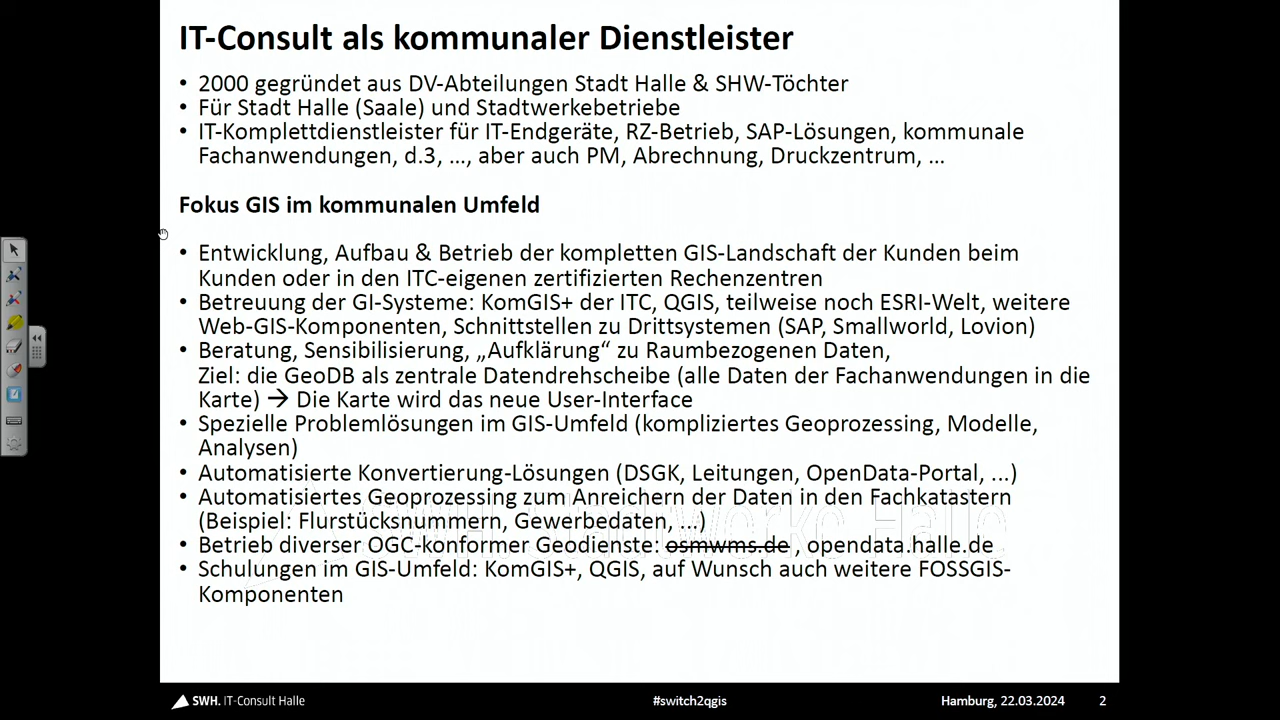 IT-Consult als kommunaler Dienstleister
• 2000 gegründet aus DV-Abteilungen Stadt Halle & SHW-Töchter
• Für Stadt Halle (Saale) und Stadtwerkebetriebe
• IT-Komplettdienstleister für IT-Endgeräte, RZ-Betrieb, SAP-Lösungen, kommunale
Fachanwendungen, d.3, …, aber auch PM, Abrechnung, Druckzentrum, …
Fokus GIS im kommunalen Umfeld
• Entwicklung, Aufbau & Betrieb der kompletten GIS-Landschaft der Kunden beim
Kunden oder in den ITC-eigenen zertifizierten Rechenzentren
• Betreuung der GI-Systeme: KomGIS+ der ITC, QGIS, teilweise noch ESRI-Welt, weitere
Web-GIS-Komponenten, Schnittstellen zu Drittsystemen (SAP, Smallworld, Lovion)
• Beratung, Sensibilisierung, „Aufklärung“ zu Raumbezogenen Daten,
Ziel: die GeoDB als zentrale Datendrehscheibe (alle Daten der Fachanwendungen in die
Karte) → Die Karte wird das neue User-Interface
• Spezielle Problemlösungen im GIS-Umfeld (kompliziertes Geoprozessing, Modelle,
Analysen)
• Automatisierte Konvertierung-Lösungen (DSGK, Leitungen, OpenData-Portal, ...)
• Automatisiertes Geoprozessing zum Anreichern der Daten in den Fachkatastern
(Beispiel: Flurstücksnummern, Gewerbedaten, ...)
• Betrieb diverser OGC-konformer Geodienste: osmwms.de , opendata.halle.de
• Schulungen im GIS-Umfeld: KomGIS+, QGIS, auf Wunsch auch weitere FOSSGIS-
Komponenten
SWH. Stadtwerke Halle
SWH. IT-Consult Halle #switch2qgis Hamburg, 22.03.2024 2